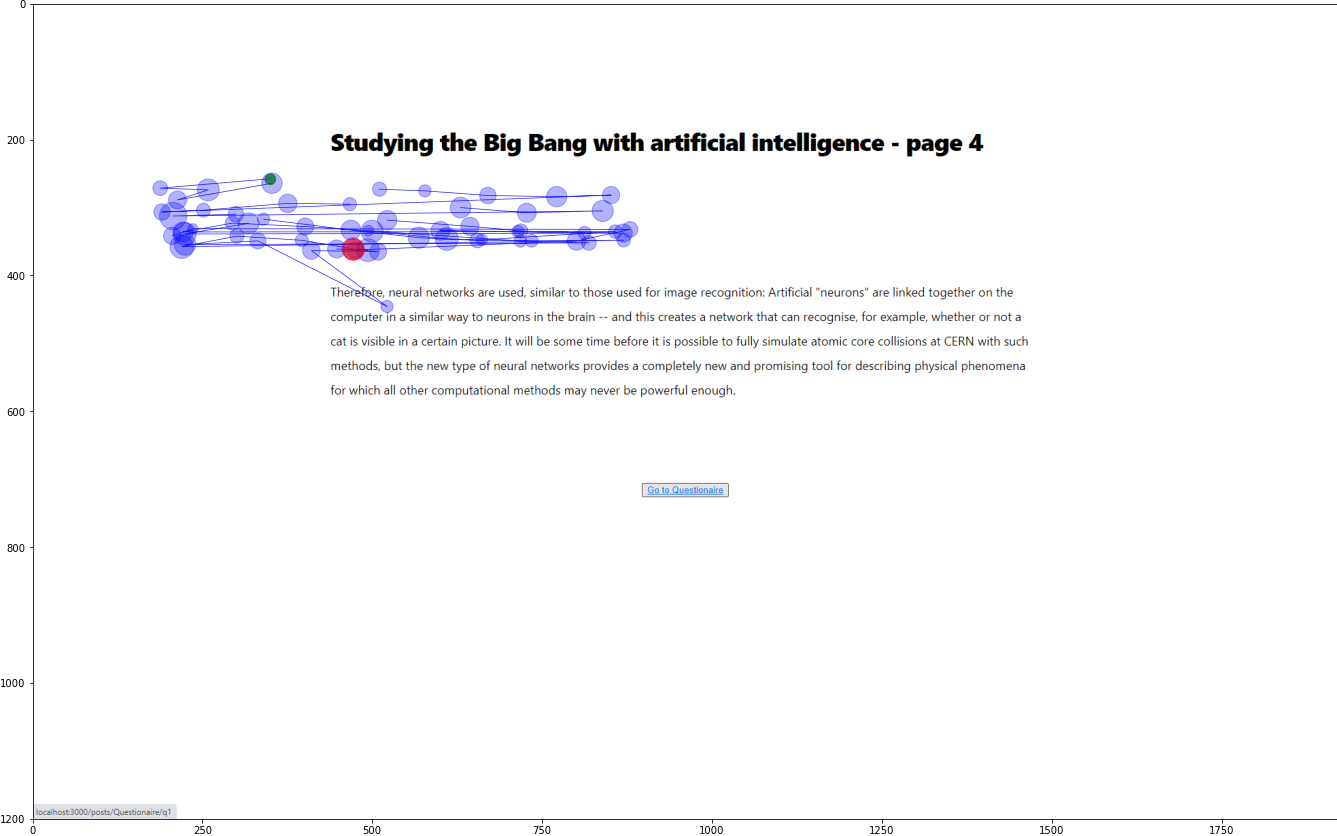 Studying the Big Bang with artificial intelligence - page 4
Therefore, neural networks are used, similar to those used for image recognition: Artificial "neurons" are linked together on the
computer in a similar way to neurons in the brain -- and this creates a network that can recognise, for example, whether or not a
cat is visible in a certain picture. It will be some time before it is possible to fully simulate atomic core collisions at CERN with such
methods, but the new type of neural networks provides a completely new and promising tool for describing physical phenomena
for which all other computational methods may never be powerful enough.
Go to Questionaire
localhost:3000/posts/Questionaire/q1
0
200
400
600
800
1000
1200
0 250 500 750 1000 1250 1500 1750